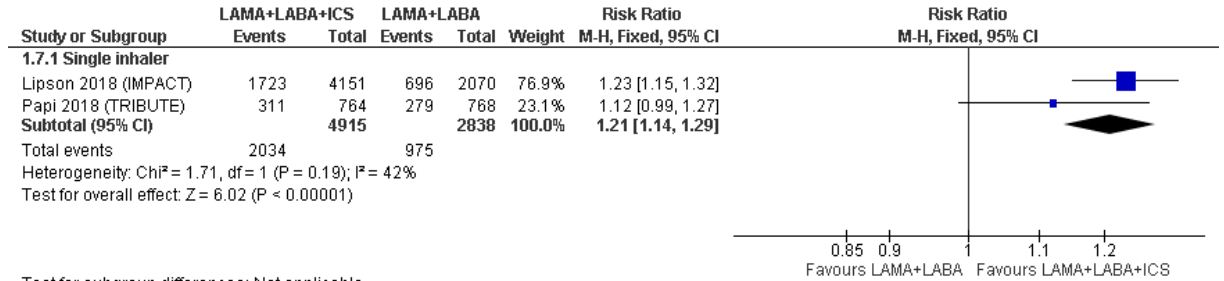 LAMA+LABA+ICS LAMA+LABA Risk Ratio Risk Ratio
Study or Subgroup Events Total Events Total Weight M-H, Fixed, 95% CI M-H, Fixed, 95% CI
1.7.1 Single inhaler
Lipson 2018 (IMPACT) 1723 4151 696 2070 76.9% 1.23 [1.15, 1.32]
Papi 2018 (TRIBUTE) 311 764 279 768 23.1% 1.12 [0.99, 1.27]
Subtotal (95% CI) 4915 2838 100.0% 1.21 [1.14, 1.29]
Total events 2034 975
Heterogeneity: Chi² = 1.71, df = 1 (P = 0.19); I² = 42%
Test for overall effect: Z = 6.02 (P < 0.00001)
0.85 0.9 1 1.1 1.2
Favours LAMA+LABA Favours LAMA+LABA+ICS
Test for subgroup differences: Not applicable